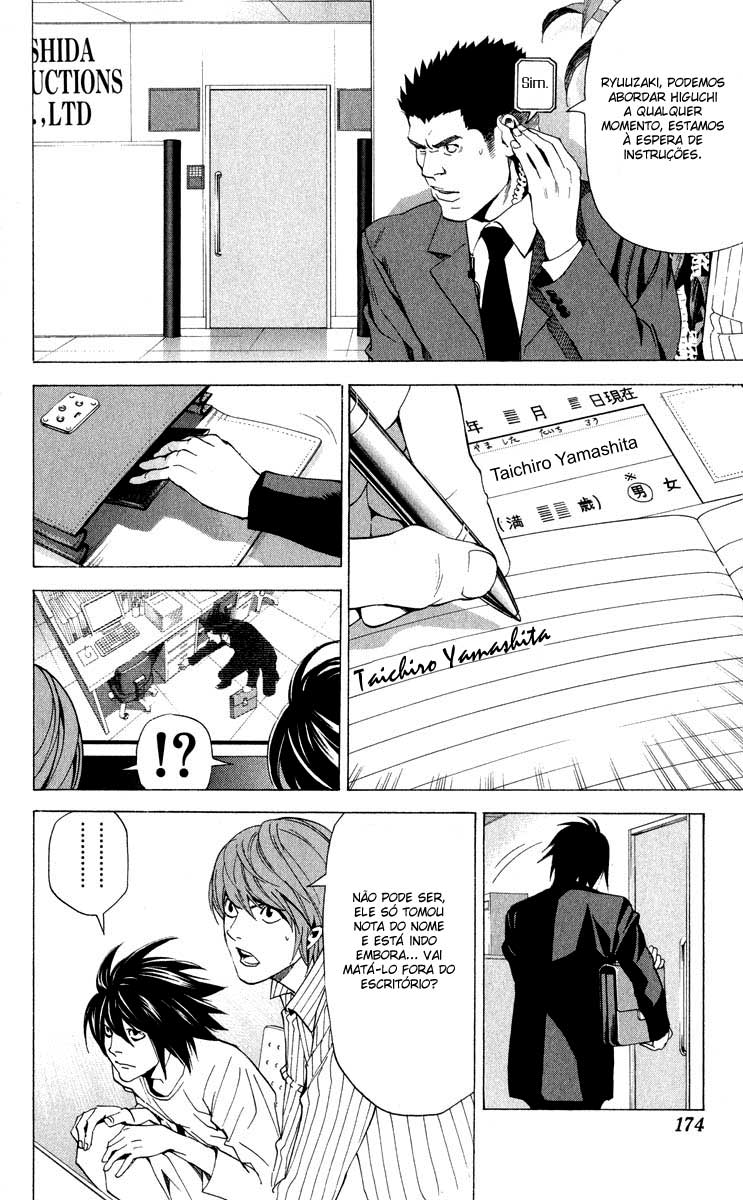 RYUUZAKI, PODEMOS
ABORDAR HIGUCHI
A QUALQUER
MOMENTO, ESTAMOS
À ESPERA DE
INSTRUÇÕES.
Sim.
SHIDA
UCTIONS
.,LTD
年 月 日現在
Taichiro Yamashita
(満 歳) ※ 男 女
Taichiro Yamashita
!?
NÃO PODE SER,
ELE SÓ TOMOU
NOTA DO NOME
E ESTÁ INDO
EMBORA... VAI
MATÁ-LO FORA DO
ESCRITÓRIO?
.........
.........
174